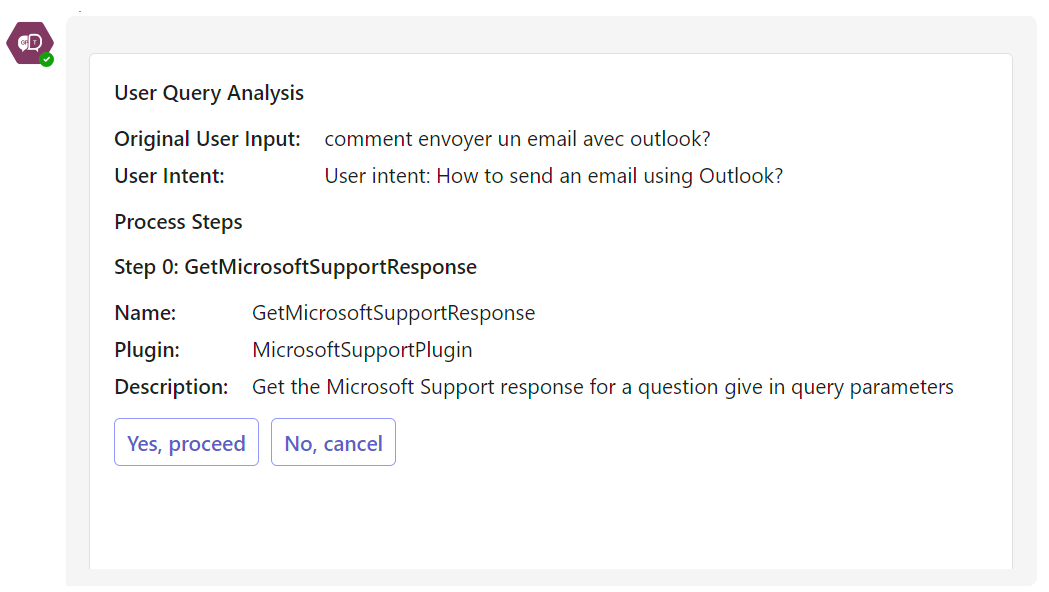 User Query Analysis
Original User Input: comment envoyer un email avec outlook?
User Intent: User intent: How to send an email using Outlook?
Process Steps
Step 0: GetMicrosoftSupportResponse
Name: GetMicrosoftSupportResponse
Plugin: MicrosoftSupportPlugin
Description: Get the Microsoft Support response for a question give in query parameters
Yes, proceed No, cancel